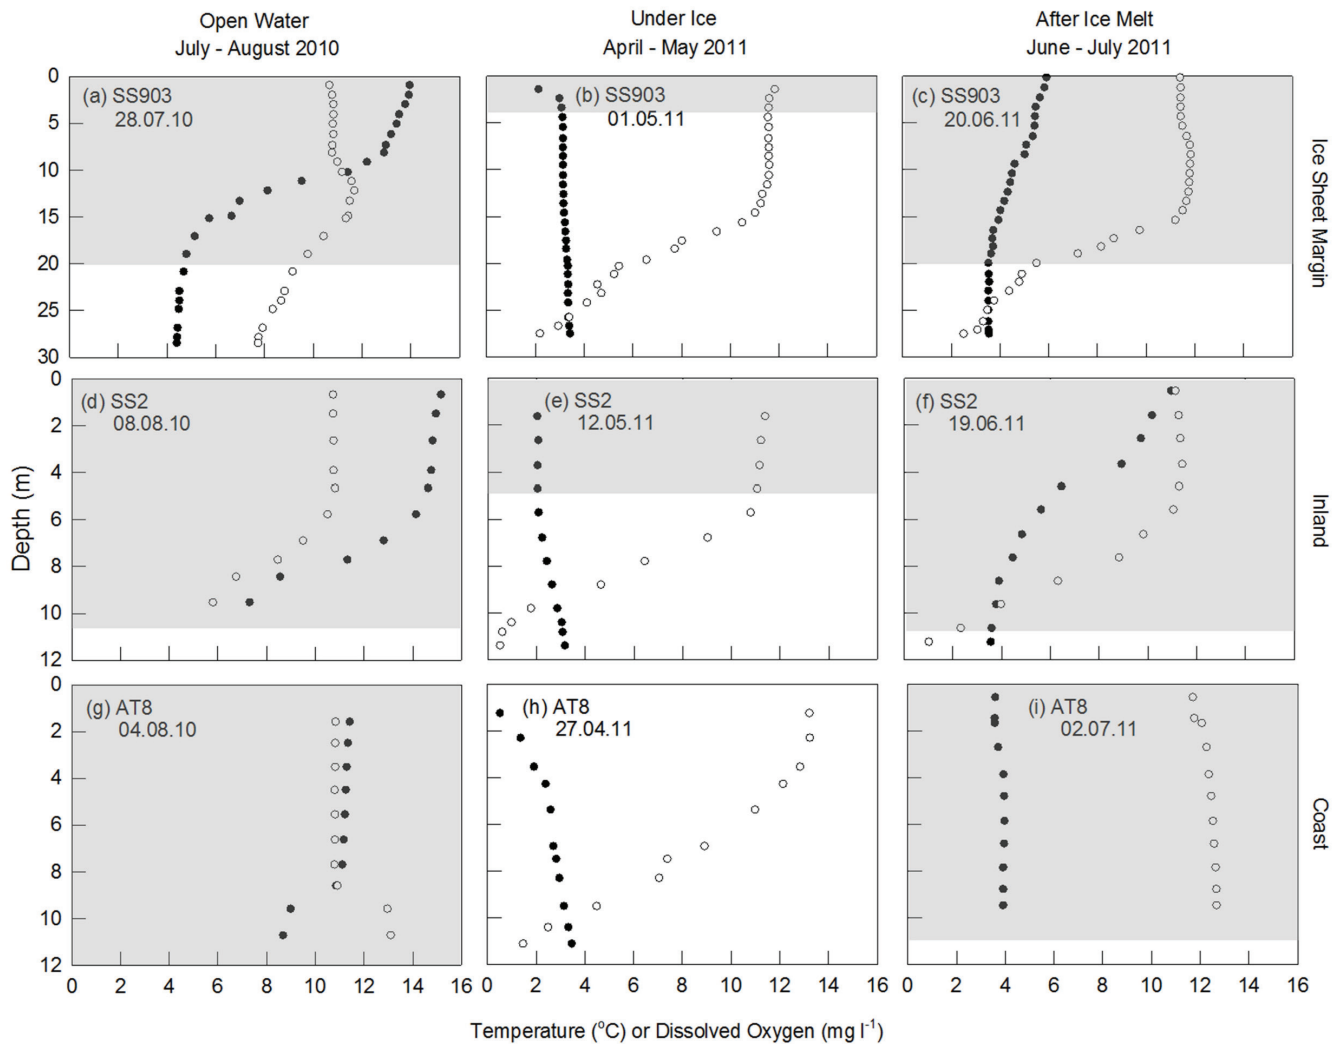 Open Water
July - August 2010
Under Ice
April - May 2011
After Ice Melt
June - July 2011
0
5
10
15
20
25
30
(a) SS903
28.07.10
(b) SS903
01.05.11
(c) SS903
20.06.11
Ice Sheet Margin
0
2
4
6
8
10
12
(d) SS2
08.08.10
(e) SS2
12.05.11
(f) SS2
19.06.11
Inland
Depth (m)
0
2
4
6
8
10
12
(g) AT8
04.08.10
(h) AT8
27.04.11
(i) AT8
02.07.11
Coast
0 2 4 6 8 10 12 14 16
0 2 4 6 8 10 12 14 16
2 4 6 8 10 12 14 16
Temperature (°C) or Dissolved Oxygen (mg l⁻¹)